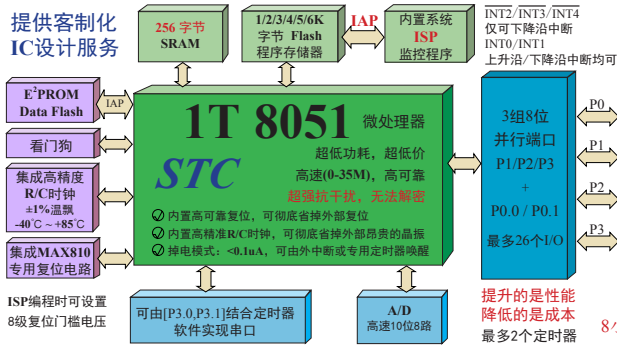 提供客制化
IC设计服务
256 字节
SRAM
1/2/3/4/5/6K
字节 Flash
程序存储器
IAP
内置系统
ISP
监控程序
INT2/INT3/INT4
仅可下降沿中断
INT0/INT1
上升沿/下降沿中断均可
E²PROM
Data Flash
IAP
看门狗
集成高精度
R/C时钟
±1%温飘
-40℃ ~ +85℃
集成MAX810
专用复位电路
ISP编程时可设置
8级复位门槛电压
1T 8051 微处理器
STC
超低功耗，超低价
高速(0-35M)，高可靠
超强抗干扰，无法解密
内置高可靠复位，可彻底省掉外部复位
内置高精准R/C时钟，可彻底省掉外部昂贵的晶振
掉电模式：<0.1uA，可由外中断或专用定时器唤醒
3组8位
并行端口
P1/P2/P3
+
P0.0 / P0.1
最多26个I/O
P0
P1
P2
P3
可由[P3.0,P3.1]结合定时器
软件实现串口
A/D
高速10位8路
提升的是性能
降低的是成本
最多2个定时器
8